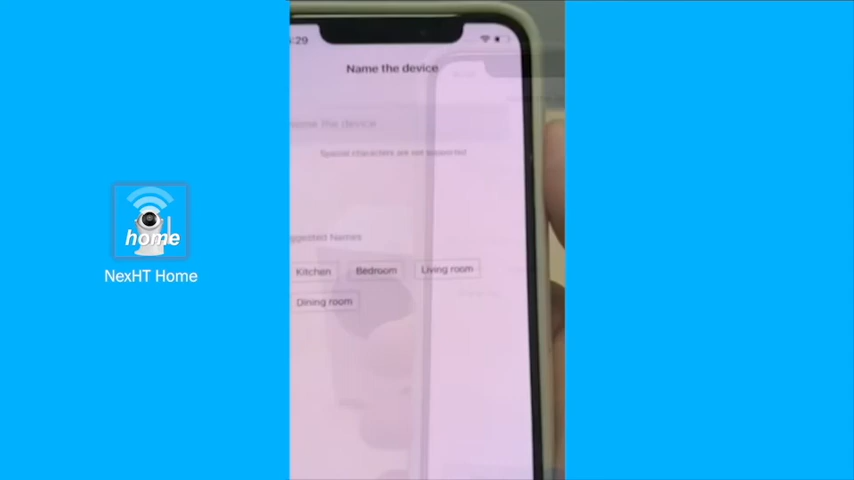 :29
Name the device
Name the device
Special characters are not supported
Suggested Names
Kitchen
Bedroom
Living room
Dining room
home
NexHT Home